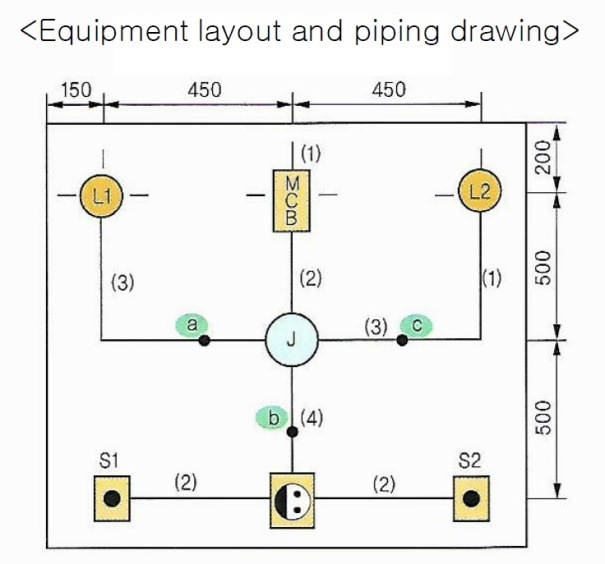 <Equipment layout and piping drawing>
150 450 450
(1)
200
L1 MCB L2
500
(3) (2) (1)
a (3) c
J
b (4)
500
S1 S2
(2) (2)